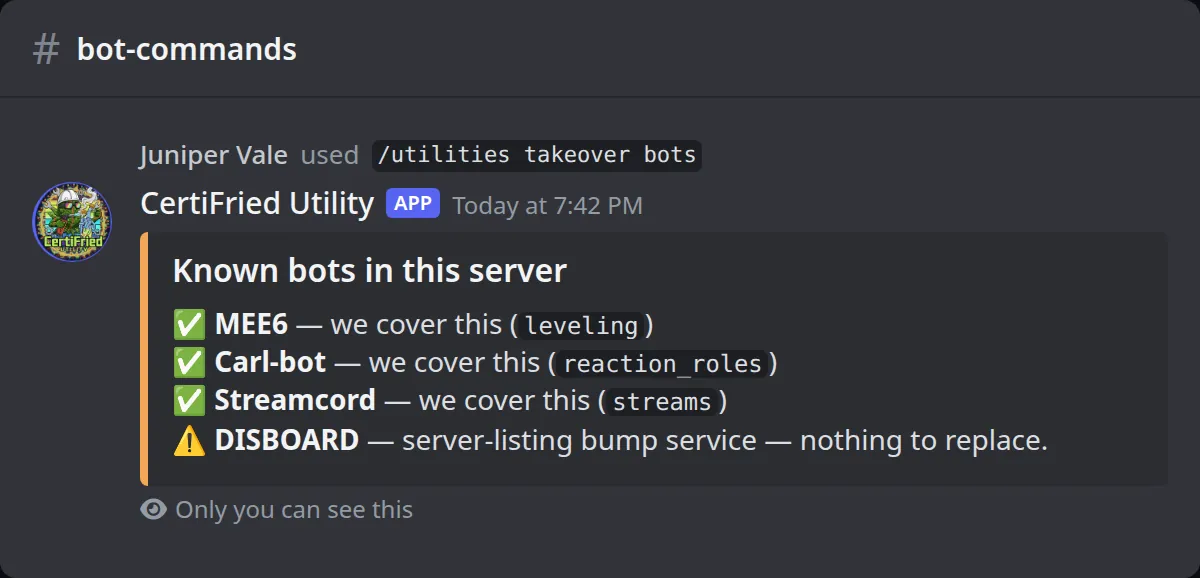 # bot-commands
Juniper Vale used /utilities takeover bots
CertiFried Utility APP Today at 7:42 PM
CertiFried
UTILITY
Known bots in this server
✅ MEE6 — we cover this (leveling)
✅ Carl-bot — we cover this (reaction_roles)
✅ Streamcord — we cover this (streams)
⚠️ DISBOARD — server-listing bump service — nothing to replace.
Only you can see this